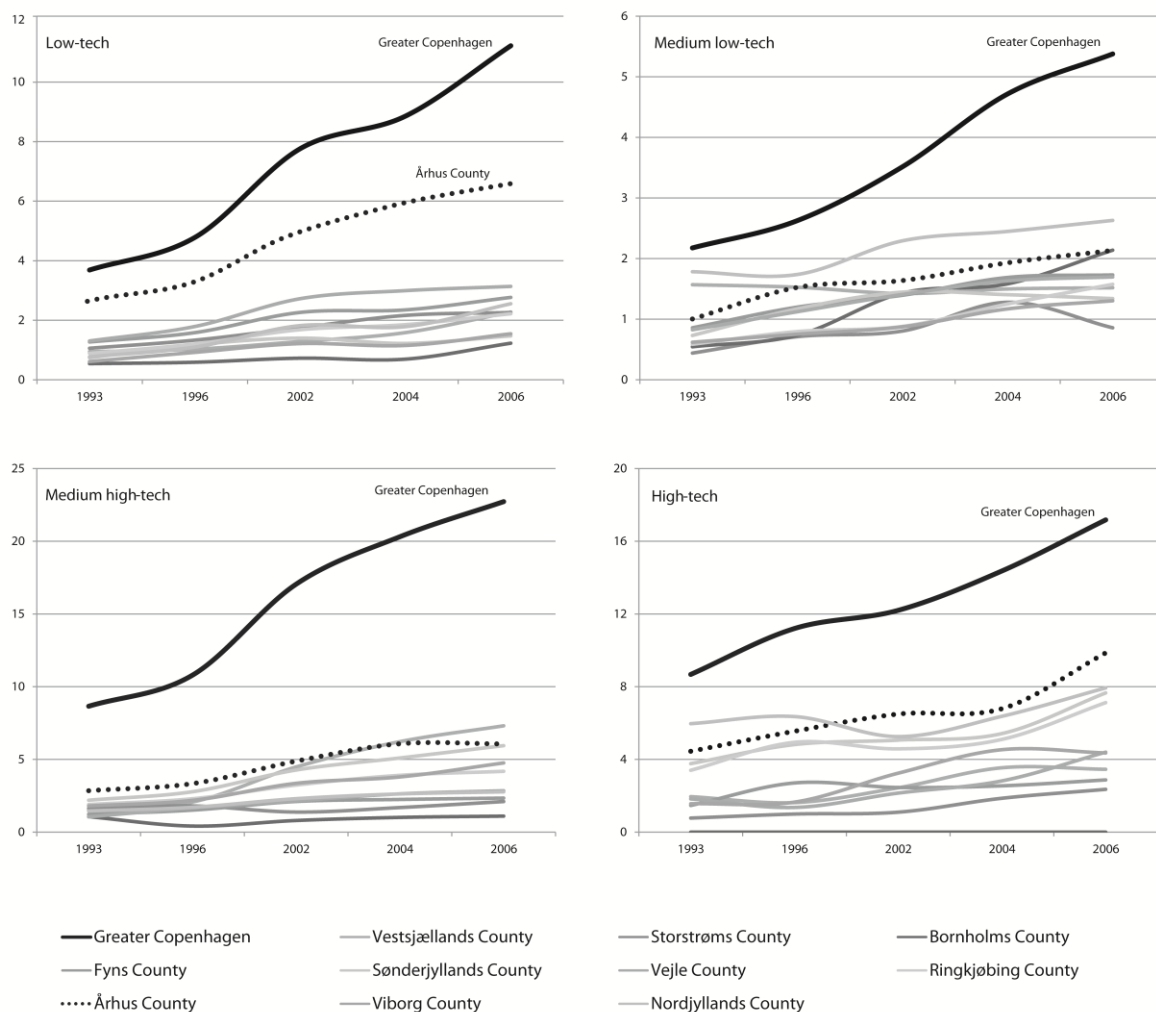 Low-tech
Greater Copenhagen
Århus County
12
10
8
6
4
2
0
1993 1996 2002 2004 2006
Medium low-tech
Greater Copenhagen
6
5
4
3
2
1
0
1993 1996 2002 2004 2006
Medium high-tech
Greater Copenhagen
25
20
15
10
5
0
1993 1996 2002 2004 2006
High-tech
Greater Copenhagen
20
16
12
8
4
0
1993 1996 2002 2004 2006
Greater Copenhagen Vestsjællands County Storstrøms County Bornholms County
Fyns County Sønderjyllands County Vejle County Ringkjøbing County
Århus County Viborg County Nordjyllands County